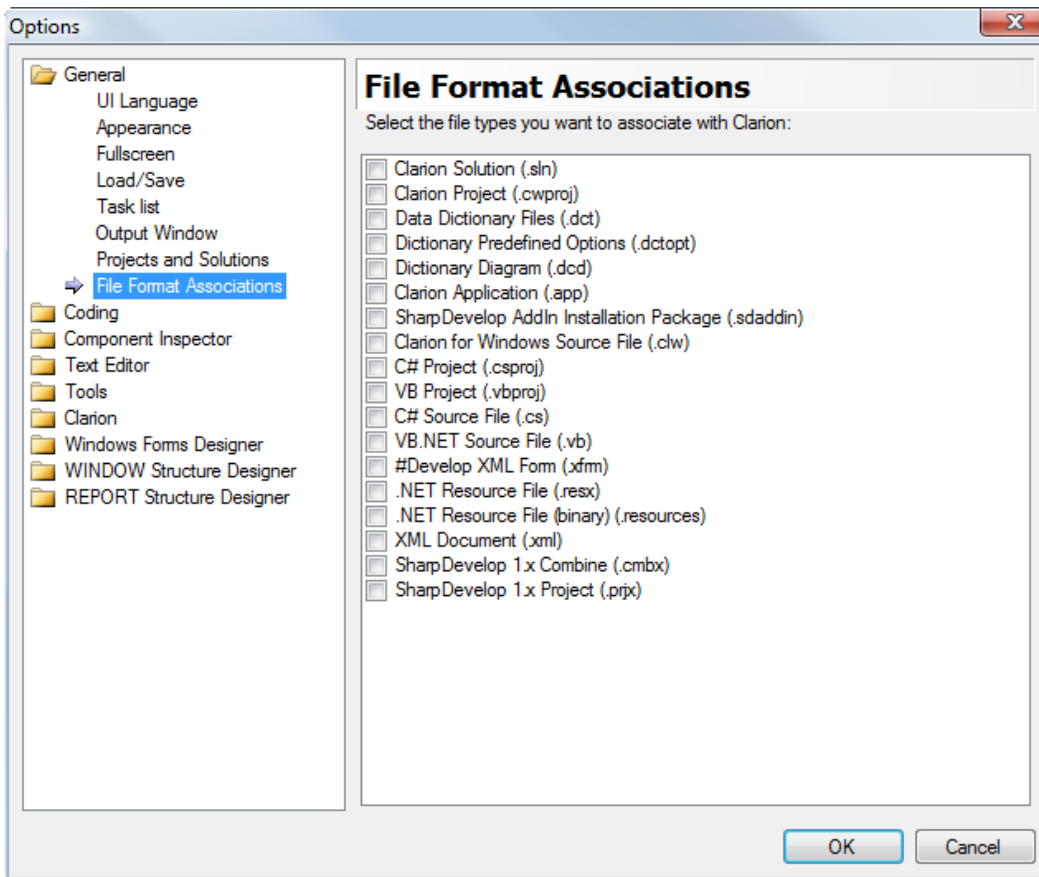 Options
General
UI Language
Appearance
Fullscreen
Load/Save
Task list
Output Window
Projects and Solutions
File Format Associations
Coding
Component Inspector
Text Editor
Tools
Clarion
Windows Forms Designer
WINDOW Structure Designer
REPORT Structure Designer
File Format Associations
Select the file types you want to associate with Clarion:
Clarion Solution (.sln)
Clarion Project (.cwproj)
Data Dictionary Files (.dct)
Dictionary Predefined Options (.dctopt)
Dictionary Diagram (.dcd)
Clarion Application (.app)
SharpDevelop AddIn Installation Package (.sdaddin)
Clarion for Windows Source File (.clw)
C# Project (.csproj)
VB Project (.vbproj)
C# Source File (.cs)
VB.NET Source File (.vb)
#Develop XML Form (.xfrm)
.NET Resource File (.resx)
.NET Resource File (binary) (.resources)
XML Document (.xml)
SharpDevelop 1.x Combine (.cmbx)
SharpDevelop 1.x Project (.prjx)
OK
Cancel